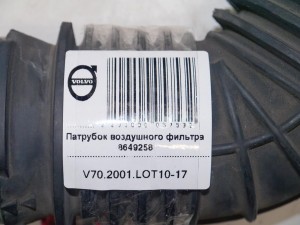 VOLVO
Патрубок воздушного фильтра
8649258
V70.2001.LOT10-17